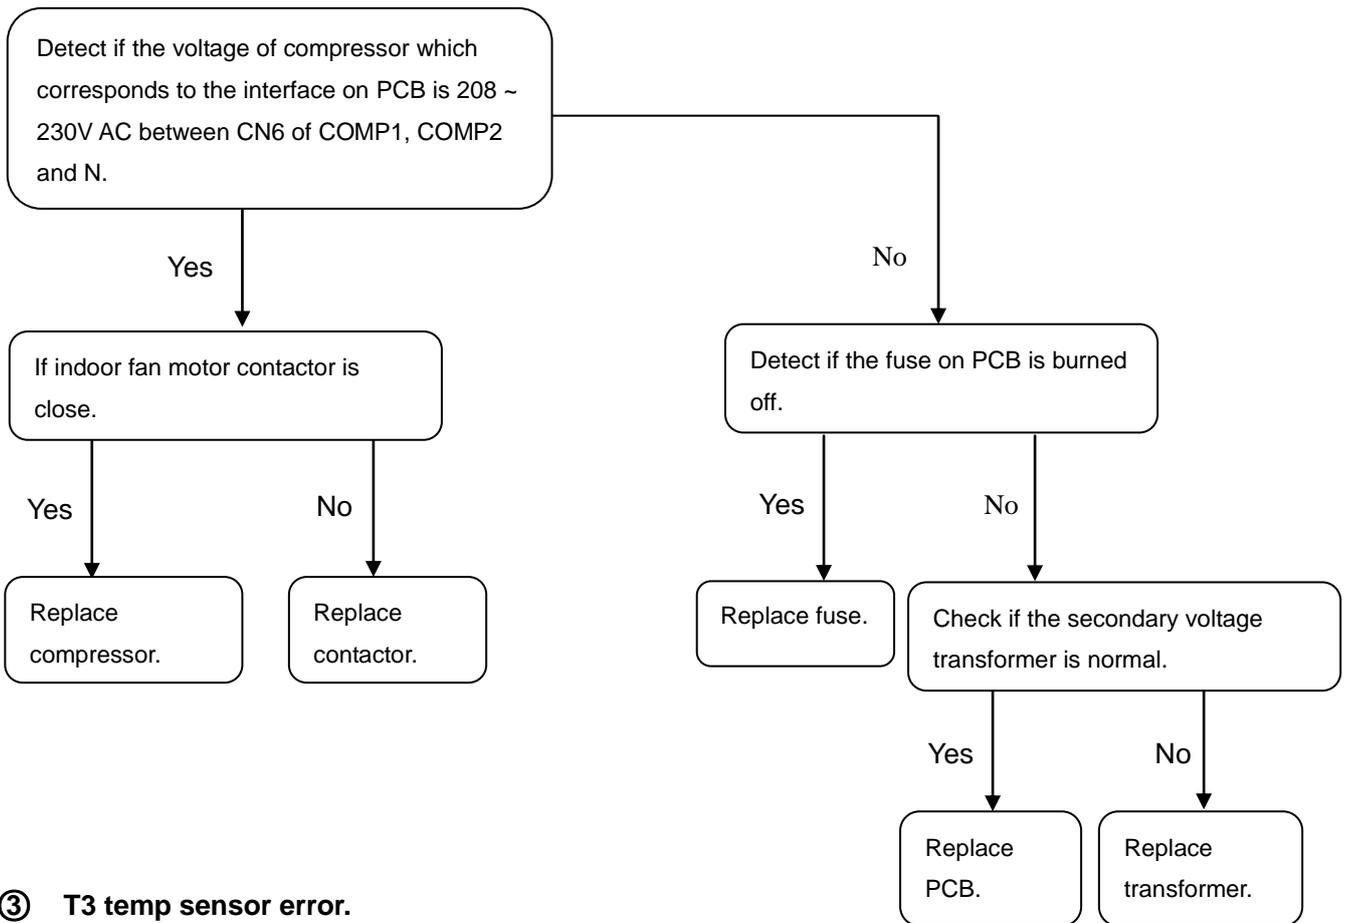 Detect if the voltage of compressor which
corresponds to the interface on PCB is 208 ~
230V AC between CN6 of COMP1, COMP2
and N.
Yes
No
If indoor fan motor contactor is
close.
Detect if the fuse on PCB is burned
off.
Yes
No
Yes
No
Replace
compressor.
Replace
contactor.
Replace fuse.
Check if the secondary voltage
transformer is normal.
Yes
No
Replace
PCB.
Replace
transformer.
③ T3 temp sensor error.